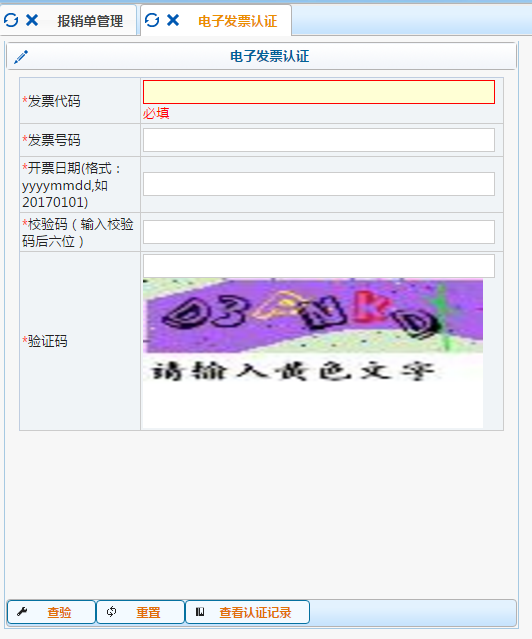 报销单管理 电子发票认证
电子发票认证
*发票代码
必填
*发票号码
*开票日期(格式：
yyyymmdd,如
20170101)
*校验码（输入校验
码后六位）
*验证码
D3ANKD
请输入黄色文字
查验 重置 查看认证记录